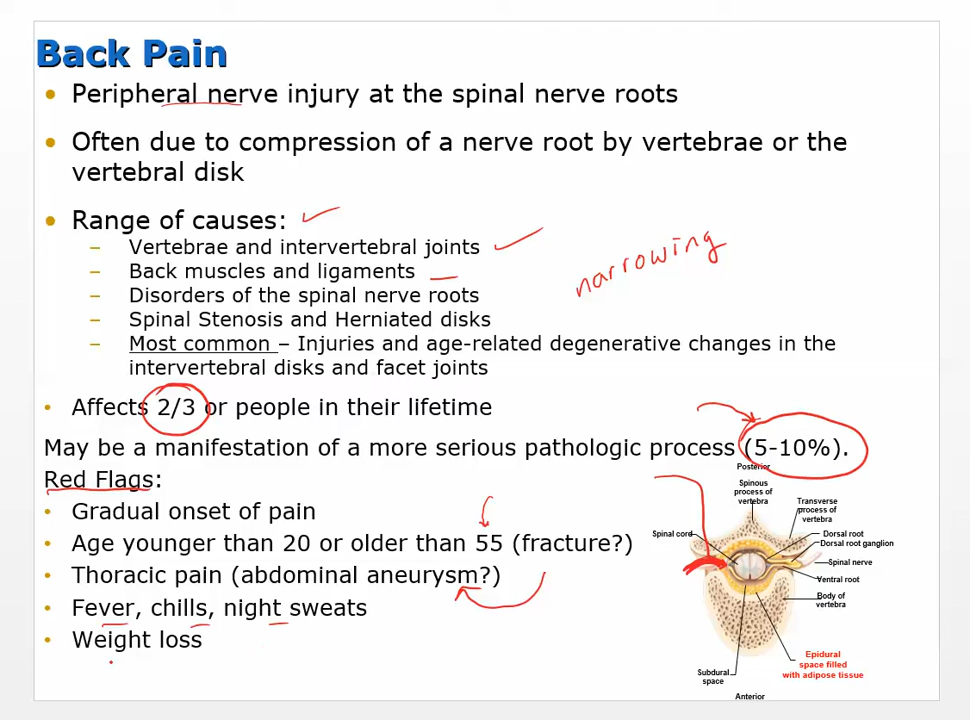 Back Pain
• Peripheral nerve injury at the spinal nerve roots
• Often due to compression of a nerve root by vertebrae or the
vertebral disk
• Range of causes:
– Vertebrae and intervertebral joints
– Back muscles and ligaments
– Disorders of the spinal nerve roots
– Spinal Stenosis and Herniated disks
– Most common – Injuries and age-related degenerative changes in the
intervertebral disks and facet joints
narrowing
• Affects 2/3 or people in their lifetime
May be a manifestation of a more serious pathologic process (5-10%).
Red Flags:
• Gradual onset of pain
• Age younger than 20 or older than 55 (fracture?)
• Thoracic pain (abdominal aneurysm?)
• Fever, chills, night sweats
• Weight loss
Posterior
Spinous
process of
vertebra
Transverse
process of
vertebra
Spinal cord
Dorsal root
Dorsal root ganglion
Spinal nerve
Ventral root
Body of
vertebra
Epidural
space filled
with adipose tissue
Subdural
space
Anterior